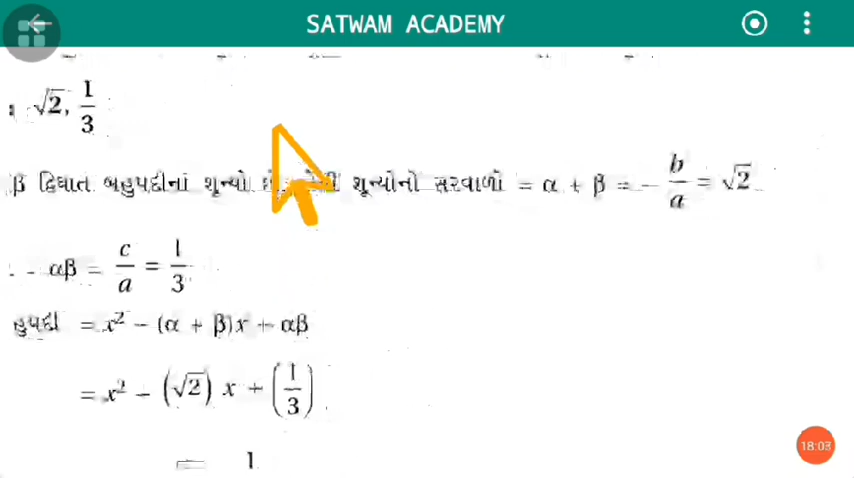 SATWAM ACADEMY
√2, 1/3
β દ્વિઘાત બહુપદીનાં શૂન્યો શૂન્યોનો સરવાળો = α + β = - b/a = √2
αβ = c/a = 1/3
= x² - (α + β)x + αβ
= x² - (√2) x + (1/3)
1
18:03